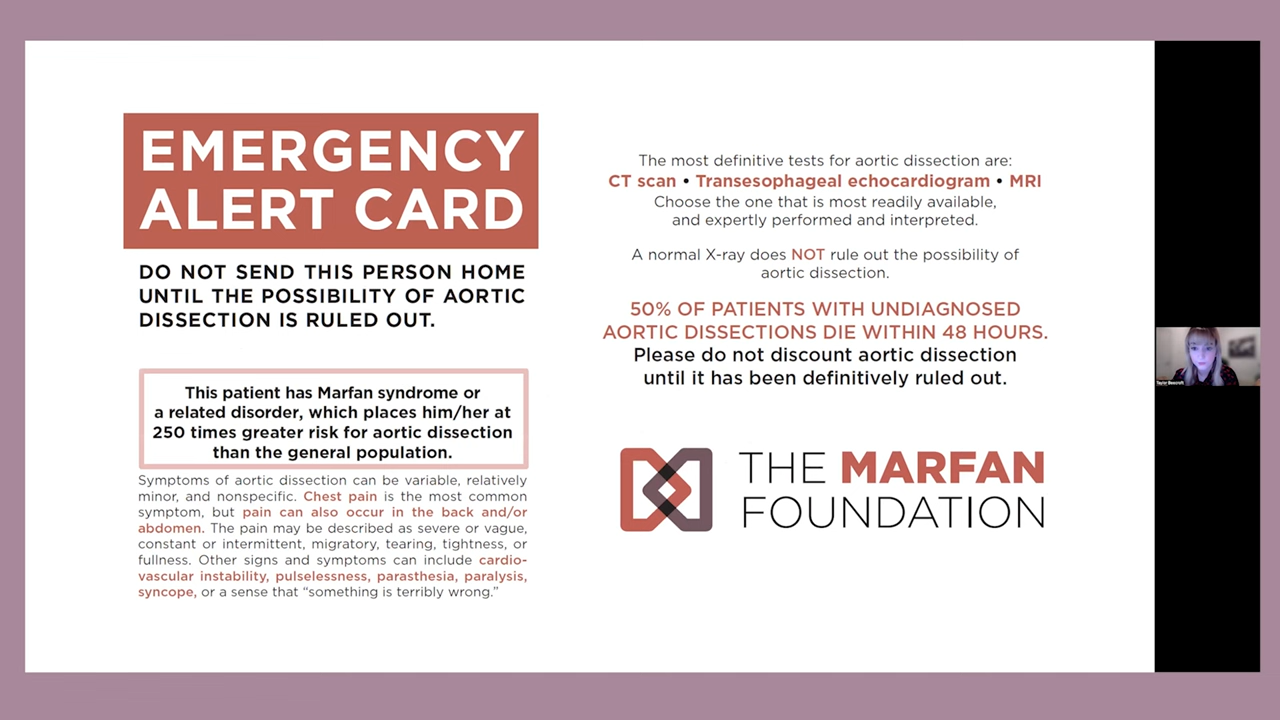 EMERGENCY
ALERT CARD
DO NOT SEND THIS PERSON HOME
UNTIL THE POSSIBILITY OF AORTIC
DISSECTION IS RULED OUT.
This patient has Marfan syndrome or
a related disorder, which places him/her at
250 times greater risk for aortic dissection
than the general population.
Symptoms of aortic dissection can be variable, relatively
minor, and nonspecific. Chest pain is the most common
symptom, but pain can also occur in the back and/or
abdomen. The pain may be described as severe or vague,
constant or intermittent, migratory, tearing, tightness, or
fullness. Other signs and symptoms can include cardio-
vascular instability, pulselessness, parasthesia, paralysis,
syncope, or a sense that “something is terribly wrong.”
The most definitive tests for aortic dissection are:
CT scan • Transesophageal echocardiogram • MRI
Choose the one that is most readily available,
and expertly performed and interpreted.
A normal X-ray does NOT rule out the possibility of
aortic dissection.
50% OF PATIENTS WITH UNDIAGNOSED
AORTIC DISSECTIONS DIE WITHIN 48 HOURS.
Please do not discount aortic dissection
until it has been definitively ruled out.
THE MARFAN
FOUNDATION
Taylor Beecroft